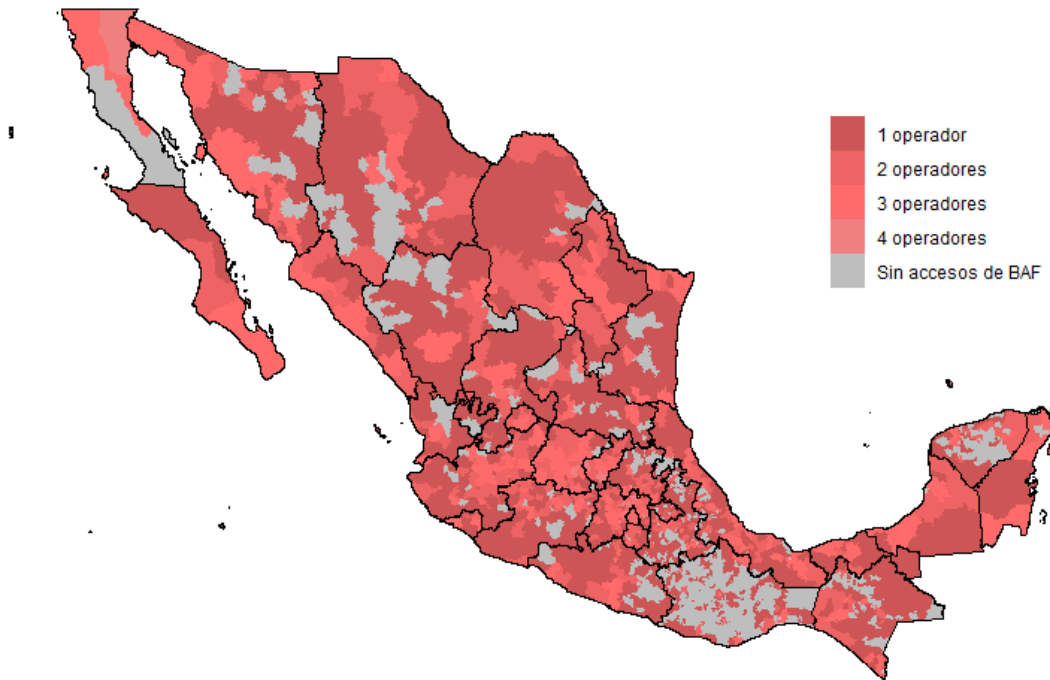 1 operador
2 operadores
3 operadores
4 operadores
Sin accesos de BAF